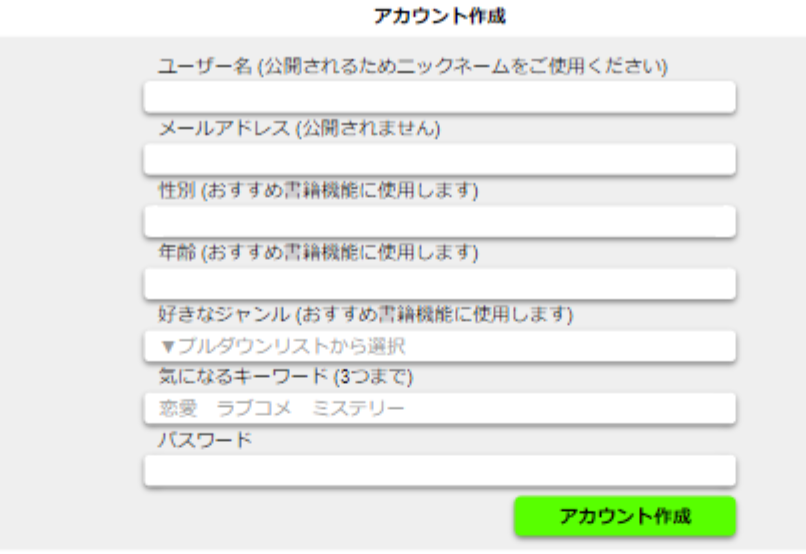 アカウント作成
ユーザー名 (公開されるためニックネームをご使用ください)
メールアドレス (公開されません)
性別 (おすすめ書籍機能に使用します)
年齢 (おすすめ書籍機能に使用します)
好きなジャンル (おすすめ書籍機能に使用します)
▼プルダウンリストから選択
気になるキーワード (3つまで)
恋愛　ラブコメ　ミステリー
パスワード
アカウント作成